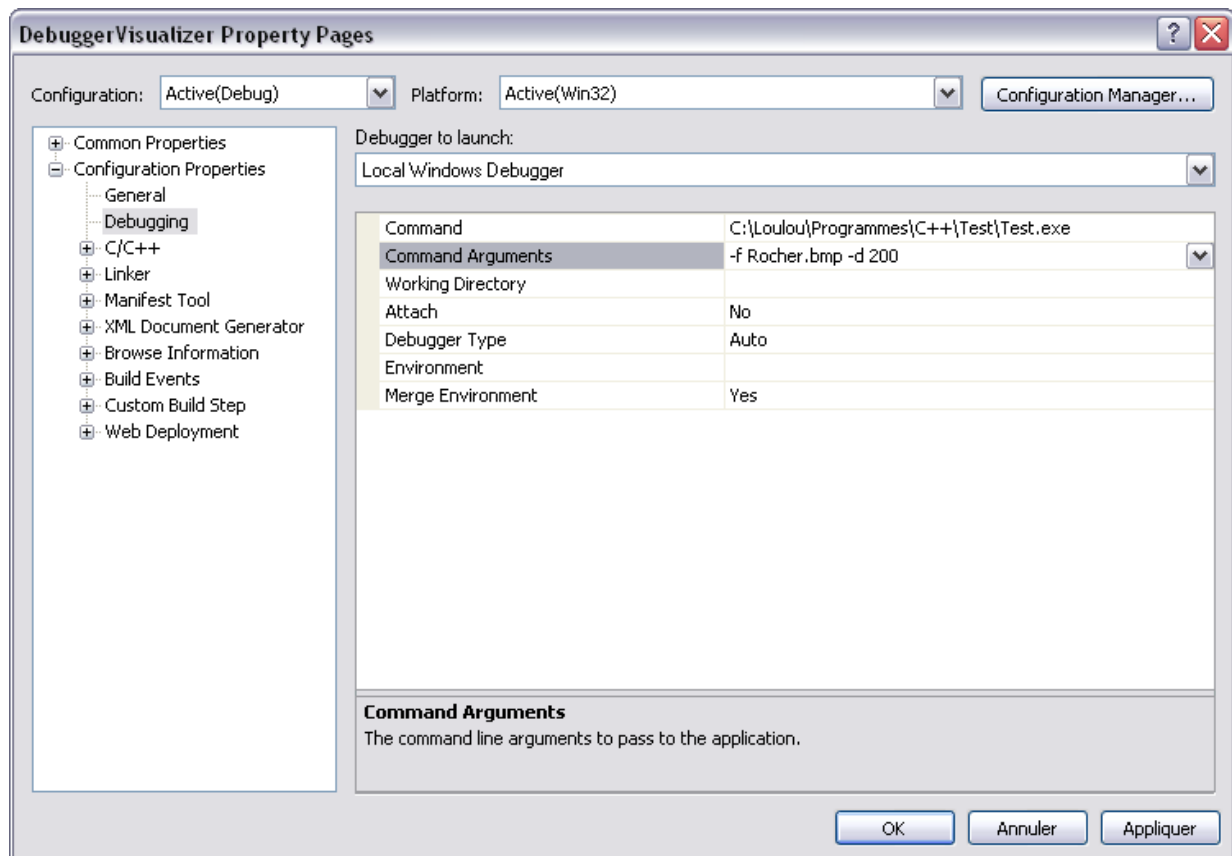 DebuggerVisualizer Property Pages
Configuration: Active(Debug) Platform: Active(Win32) Configuration Manager...
Common Properties
Configuration Properties
General
Debugging
C/C++
Linker
Manifest Tool
XML Document Generator
Browse Information
Build Events
Custom Build Step
Web Deployment
Debugger to launch:
Local Windows Debugger
Command C:\Loulou\Programmes\C++\Test\Test.exe
Command Arguments -f Rocher.bmp -d 200
Working Directory
Attach No
Debugger Type Auto
Environment
Merge Environment Yes
Command Arguments
The command line arguments to pass to the application.
OK Annuler Appliquer